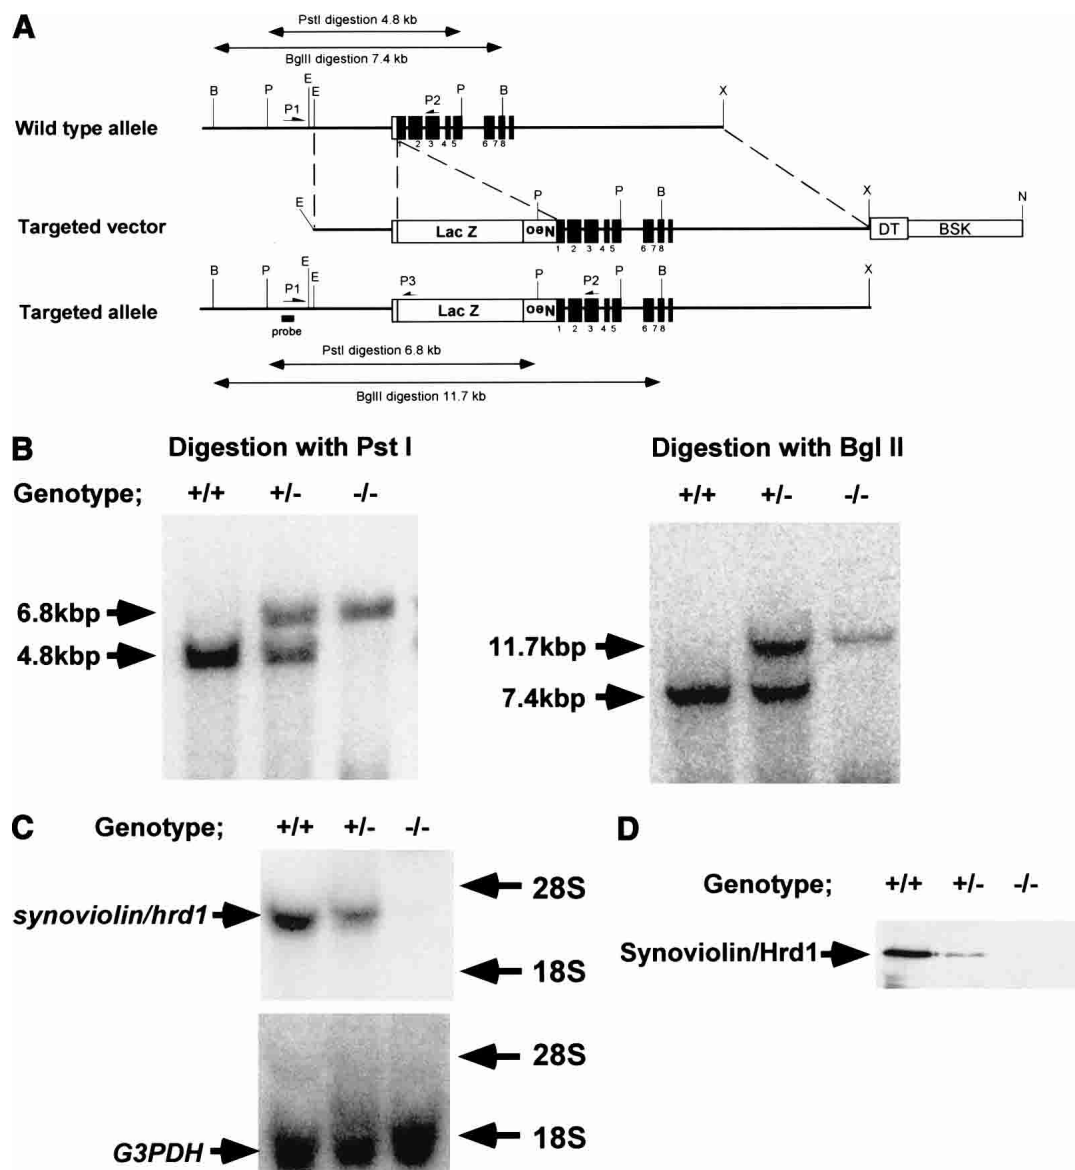 A
PstI digestion 4.8 kb
BglII digestion 7.4 kb
B P P1 E E P2 P B X
Wild type allele
1 2 3 4 5 6 7 8
E P P B X N
Targeted vector
Lac Z Neo DT BSK
1 2 3 4 5 6 7 8
B P P1 E E P3 P P2 P B X
Targeted allele
Lac Z Neo
probe
1 2 3 4 5 6 7 8
PstI digestion 6.8 kb
BglII digestion 11.7 kb
B
Digestion with Pst I
Genotype; +/+ +/- -/-
6.8kbp
4.8kbp
Digestion with Bgl II
+/+ +/- -/-
11.7kbp
7.4kbp
C
Genotype; +/+ +/- -/-
28S
synoviolin/hrd1
18S
28S
18S
G3PDH
D
Genotype; +/+ +/- -/-
Synoviolin/Hrd1